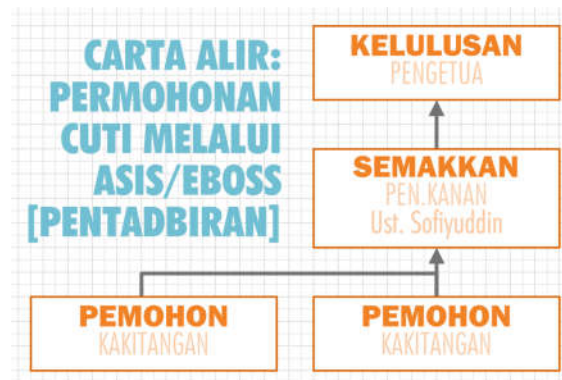 CARTA ALIR:
PERMOHONAN
CUTI MELALUI
ASIS/EBOSS
[PENTADBIRAN]
KELULUSAN
PENGETUA
SEMAKKAN
PEN.KANAN
Ust. Sofiyuddin
PEMOHON
KAKITANGAN
PEMOHON
KAKITANGAN